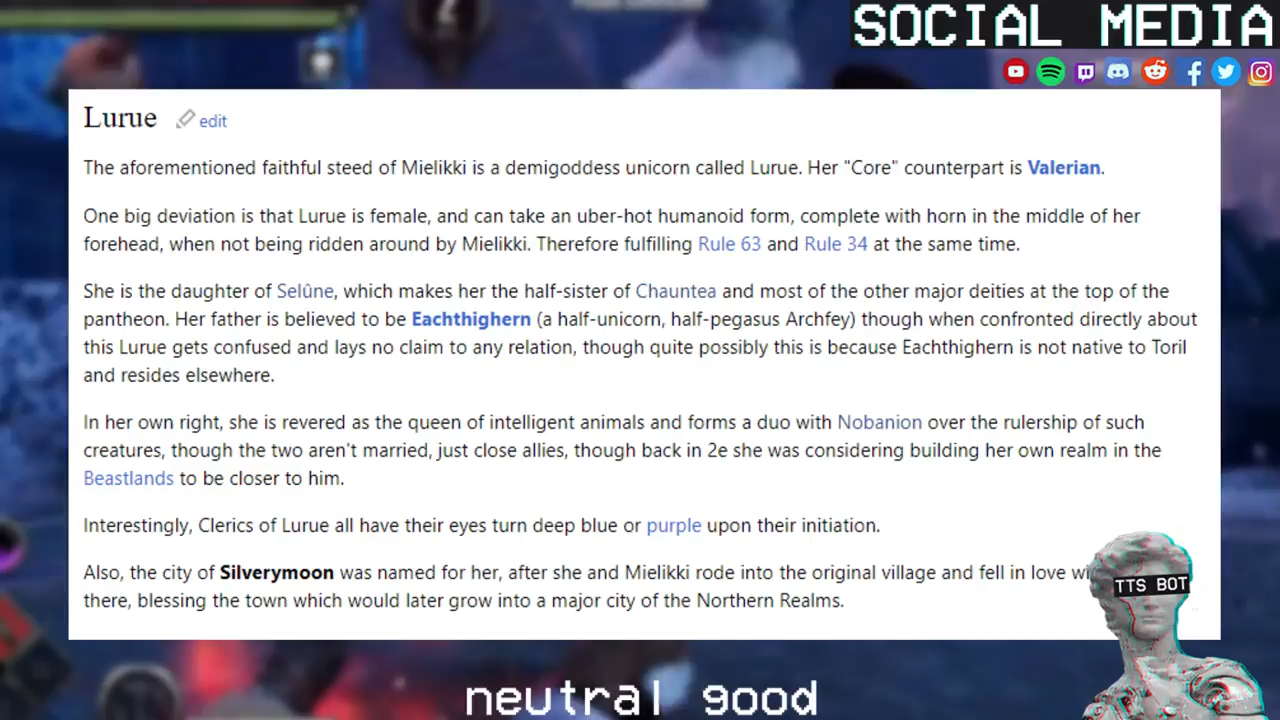 SOCIAL MEDIA
Lurue edit
The aforementioned faithful steed of Mielikki is a demigoddess unicorn called Lurue. Her "Core" counterpart is Valerian.
One big deviation is that Lurue is female, and can take an uber-hot humanoid form, complete with horn in the middle of her
forehead, when not being ridden around by Mielikki. Therefore fulfilling Rule 63 and Rule 34 at the same time.
She is the daughter of Selûne, which makes her the half-sister of Chauntea and most of the other major deities at the top of the
pantheon. Her father is believed to be Eachthighern (a half-unicorn, half-pegasus Archfey) though when confronted directly about
this Lurue gets confused and lays no claim to any relation, though quite possibly this is because Eachthighern is not native to Toril
and resides elsewhere.
In her own right, she is revered as the queen of intelligent animals and forms a duo with Nobanion over the rulership of such
creatures, though the two aren't married, just close allies, though back in 2e she was considering building her own realm in the
Beastlands to be closer to him.
Interestingly, Clerics of Lurue all have their eyes turn deep blue or purple upon their initiation.
Also, the city of Silverymoon was named for her, after she and Mielikki rode into the original village and fell in love
there, blessing the town which would later grow into a major city of the Northern Realms.
TTS BOT
neutral good